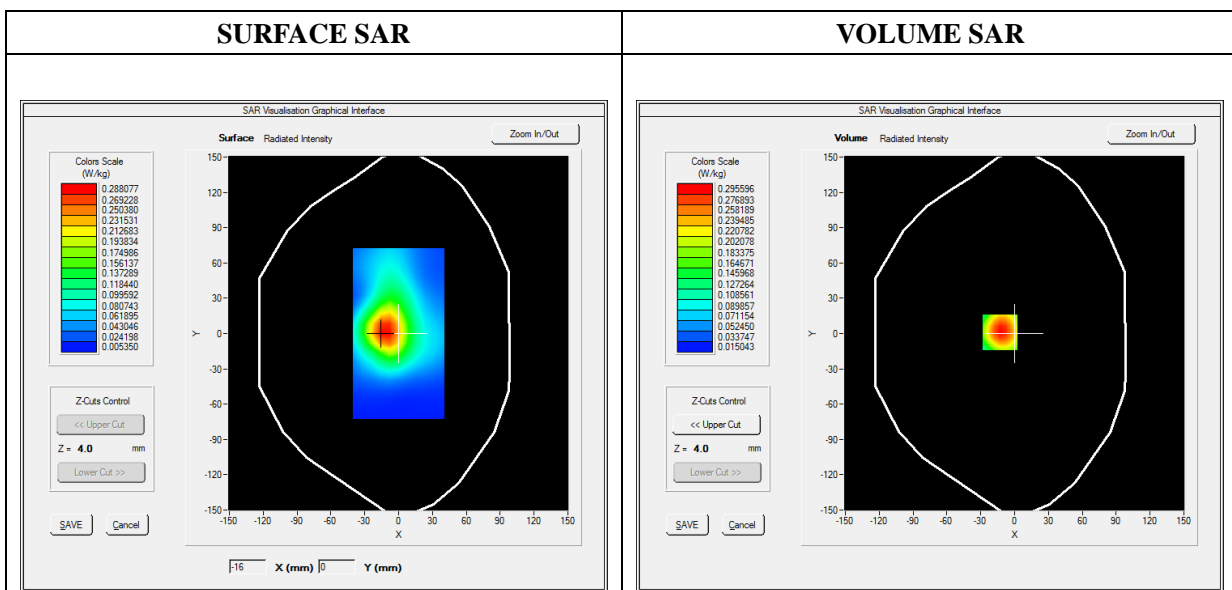 SURFACE SAR
SAR Visualisation Graphical Interface
Surface Radiated Intensity
Zoom In/Out
Colors Scale
(W/kg)
0.288077
0.269228
0.250380
0.231531
0.212683
0.193834
0.174986
0.156137
0.137289
0.118440
0.099592
0.080743
0.061895
0.043046
0.024198
0.005350
Z-Cuts Control
<< Upper Cut
Z = 4.0 mm
Lower Cut >>
SAVE Cancel
150
120
90
60
30
0
-30
-60
-90
-120
-150
Y
-150 -120 -90 -60 -30 0 30 60 90 120 150
X
-16 X (mm) 0 Y (mm)
VOLUME SAR
SAR Visualisation Graphical Interface
Volume Radiated Intensity
Zoom In/Out
Colors Scale
(W/kg)
0.295596
0.276893
0.258189
0.239485
0.220782
0.202078
0.183375
0.164671
0.145968
0.127264
0.108561
0.089857
0.071154
0.052450
0.033747
0.015043
Z-Cuts Control
<< Upper Cut
Z = 4.0 mm
Lower Cut >>
SAVE Cancel
150
120
90
60
30
0
-30
-60
-90
-120
-150
Y
-150 -120 -90 -60 -30 0 30 60 90 120 150
X